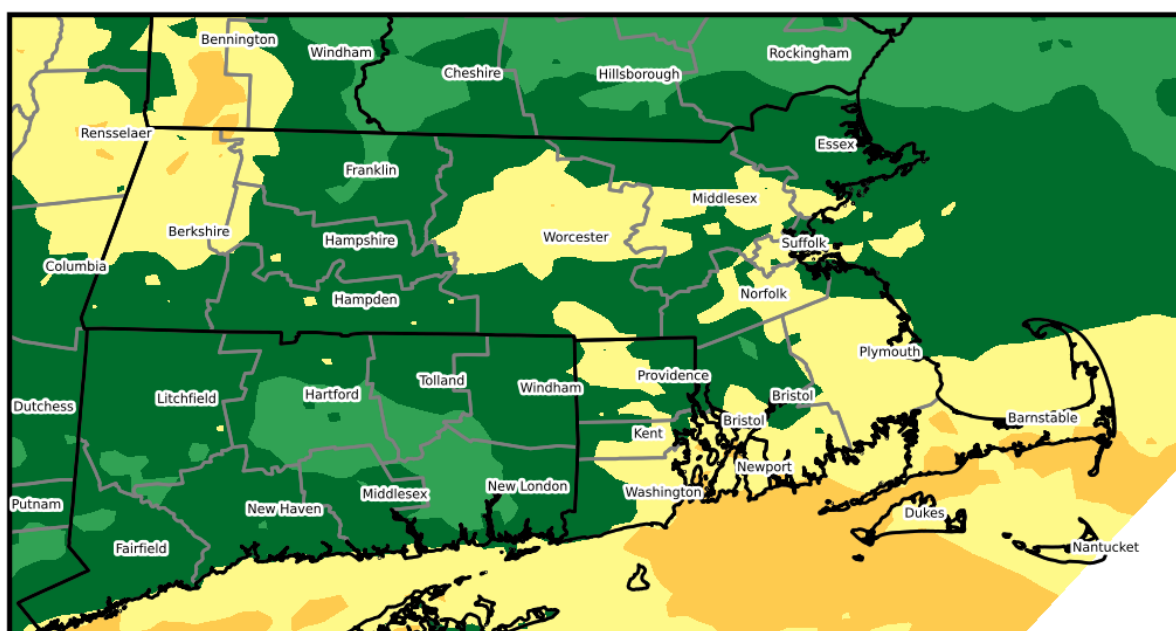 Bennington
Windham
Cheshire
Hillsborough
Rockingham
Rensselaer
Franklin
Essex
Middlesex
Berkshire
Hampshire
Worcester
Suffolk
Columbia
Hampden
Norfolk
Plymouth
Dutchess
Litchfield
Hartford
Tolland
Windham
Providence
Bristol
Bristol
Barnstable
Kent
Newport
Putnam
New Haven
Middlesex
New London
Washington
Dukes
Fairfield
Nantucket